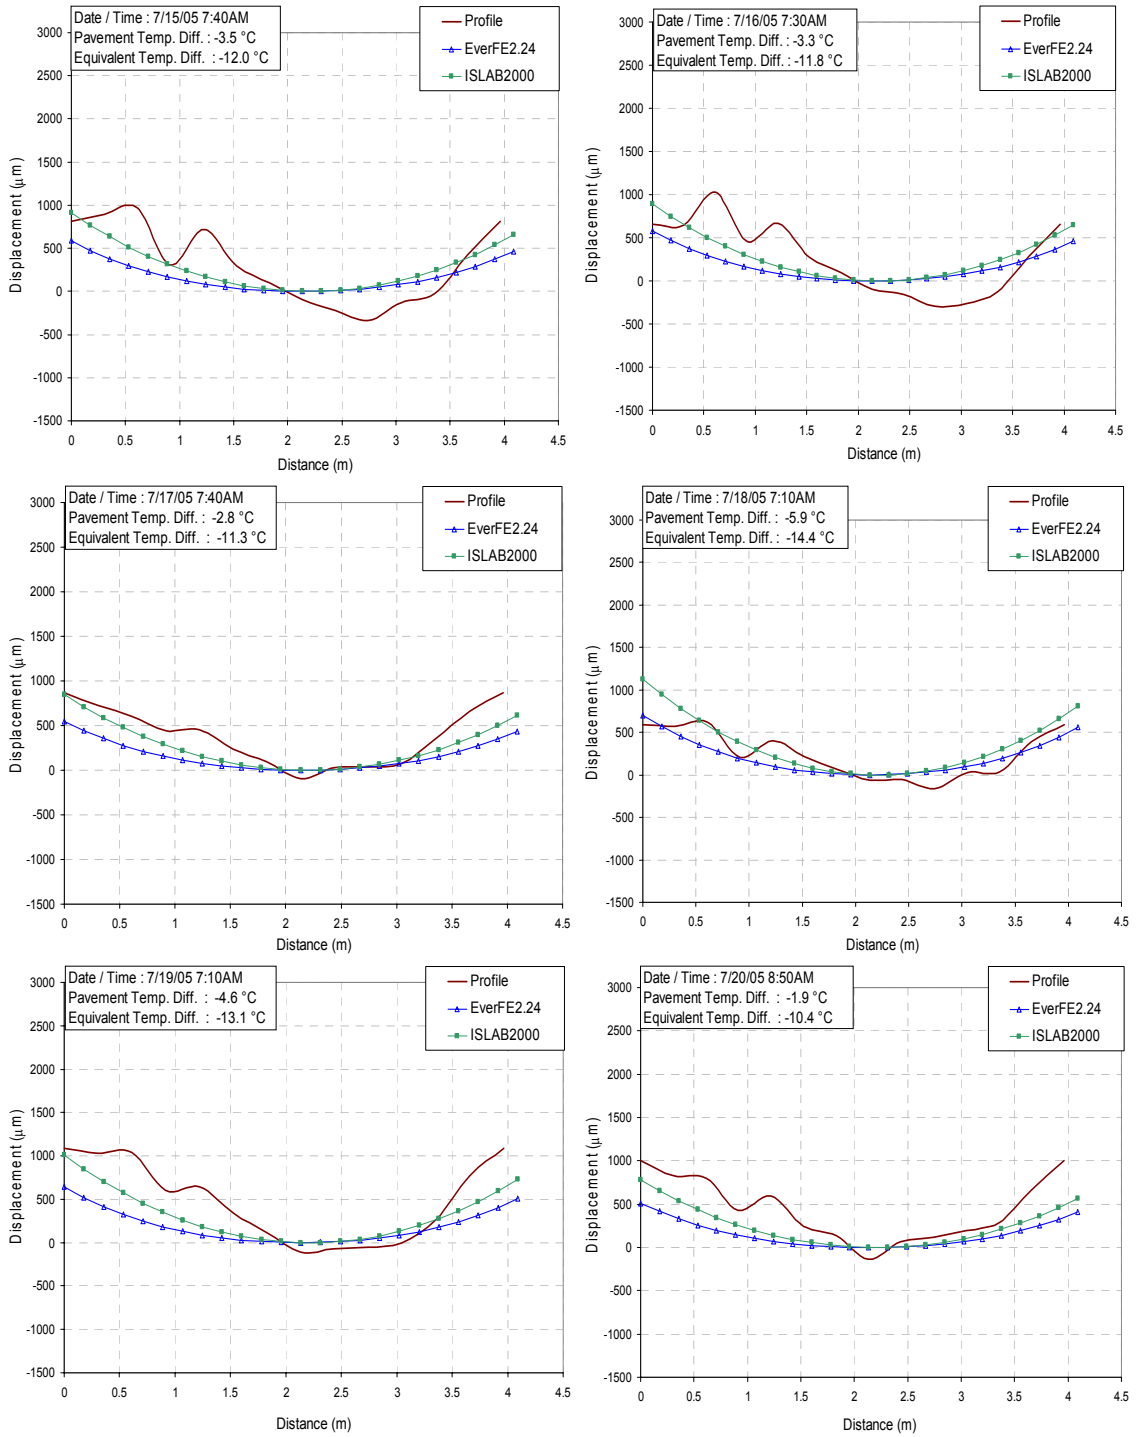 Date / Time : 7/15/05 7:40AM
Pavement Temp. Diff. : -3.5 °C
Equivalent Temp. Diff. : -12.0 °C
Profile
EverFE2.24
ISLAB2000
3000
2500
2000
1500
1000
500
0
-500
-1000
-1500
Displacement (μm)
0 0.5 1 1.5 2 2.5 3 3.5 4 4.5
Distance (m)
Date / Time : 7/16/05 7:30AM
Pavement Temp. Diff. : -3.3 °C
Equivalent Temp. Diff. : -11.8 °C
Profile
EverFE2.24
ISLAB2000
3000
2500
2000
1500
1000
500
0
-500
-1000
-1500
Displacement (μm)
0 0.5 1 1.5 2 2.5 3 3.5 4 4.5
Distance (m)
Date / Time : 7/17/05 7:40AM
Pavement Temp. Diff. : -2.8 °C
Equivalent Temp. Diff. : -11.3 °C
Profile
EverFE2.24
ISLAB2000
3000
2500
2000
1500
1000
500
0
-500
-1000
-1500
Displacement (μm)
0 0.5 1 1.5 2 2.5 3 3.5 4 4.5
Distance (m)
Date / Time : 7/18/05 7:10AM
Pavement Temp. Diff. : -5.9 °C
Equivalent Temp. Diff. : -14.4 °C
Profile
EverFE2.24
ISLAB2000
3000
2500
2000
1500
1000
500
0
-500
-1000
-1500
Displacement (μm)
0 0.5 1 1.5 2 2.5 3 3.5 4 4.5
Distance (m)
Date / Time : 7/19/05 7:10AM
Pavement Temp. Diff. : -4.6 °C
Equivalent Temp. Diff. : -13.1 °C
Profile
EverFE2.24
ISLAB2000
3000
2500
2000
1500
1000
500
0
-500
-1000
-1500
Displacement (μm)
0 0.5 1 1.5 2 2.5 3 3.5 4 4.5
Distance (m)
Date / Time : 7/20/05 8:50AM
Pavement Temp. Diff. : -1.9 °C
Equivalent Temp. Diff. : -10.4 °C
Profile
EverFE2.24
ISLAB2000
3000
2500
2000
1500
1000
500
0
-500
-1000
-1500
Displacement (μm)
0 0.5 1 1.5 2 2.5 3 3.5 4 4.5
Distance (m)